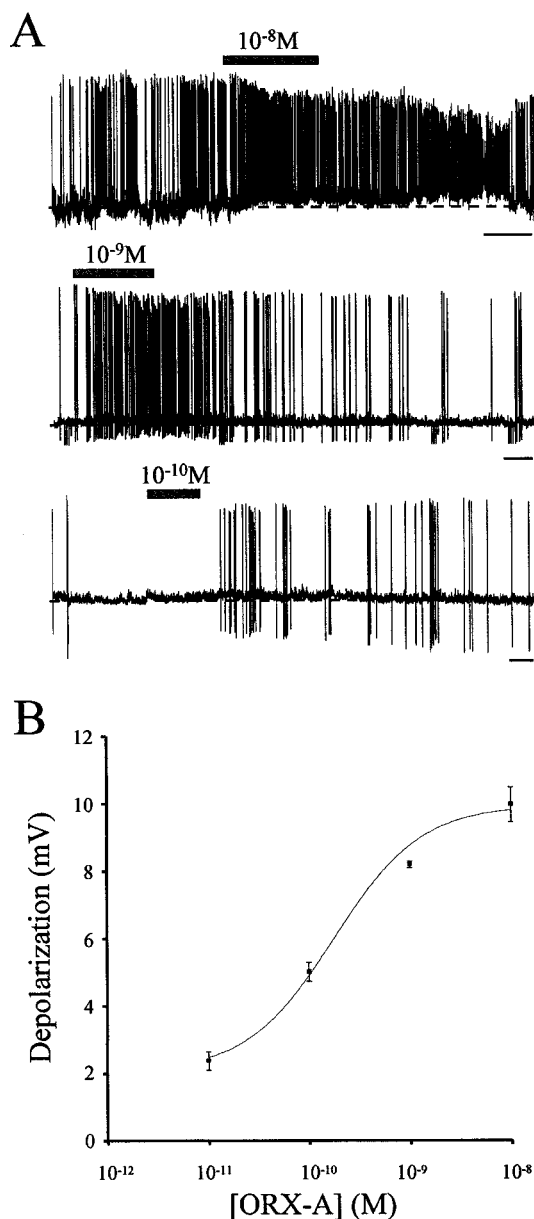 A
10⁻⁸M
10⁻⁹M
10⁻¹⁰M
B
12
10
8
6
4
2
0
Depolarization (mV)
10⁻¹² 10⁻¹¹ 10⁻¹⁰ 10⁻⁹ 10⁻⁸
[ORX-A] (M)